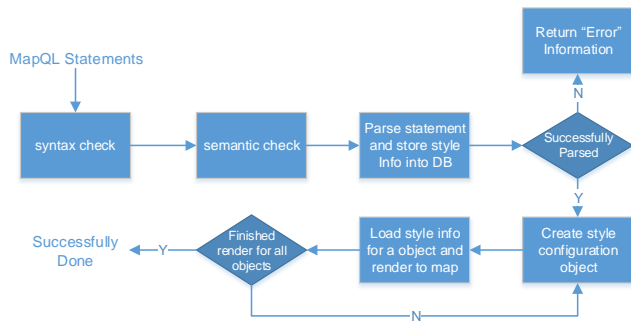 MapQL Statements
Return “Error”
Information
N
syntax check
semantic check
Parse statement
and store style
Info into DB
Successfully
Parsed
Y
Successfully
Done
Y
Finished
render for all
objects
Load style info
for a object and
render to map
Create style
configuration
object
N